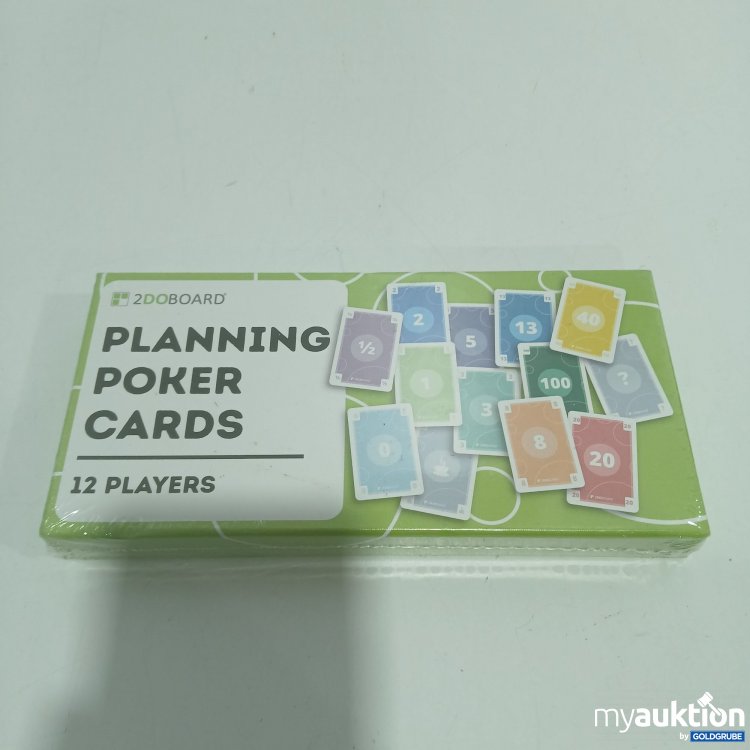 2DOBOARD
PLANNING
POKER
CARDS
12 PLAYERS
½
2
5
13
40
1
3
100
?
0
8
20
myauktion
by GOLDGRUBE